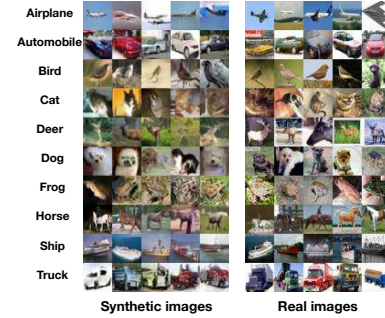 Airplane
Automobile
Bird
Cat
Deer
Dog
Frog
Horse
Ship
Truck
Synthetic images
Real images